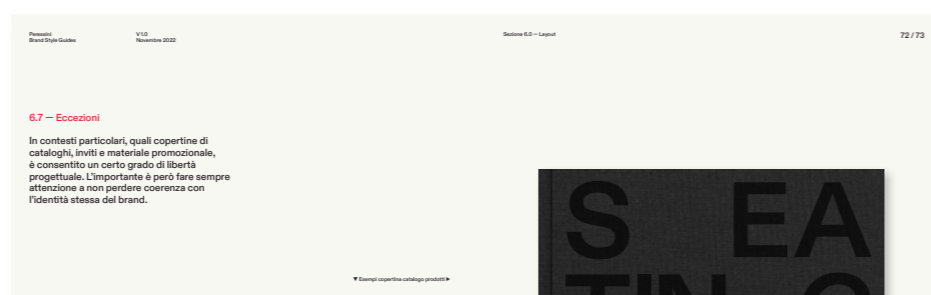 Peressini
Brand Style Guides
V 1.0
Novembre 2022
Sezione 6.0 — Layout
72 / 73
6.7 — Eccezioni
In contesti particolari, quali copertine di
cataloghi, inviti e materiale promozionale,
è consentito un certo grado di libertà
progettuale. L'importante è però fare sempre
attenzione a non perdere coerenza con
l'identità stessa del brand.
▼ Esempi copertina catalogo prodotti ►
S EA
TIN G